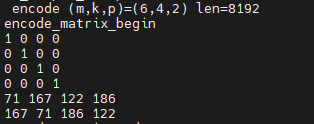 encode (m,k,p)=(6,4,2) len=8192
encode_matrix_begin
1 0 0 0
0 1 0 0
0 0 1 0
0 0 0 1
71 167 122 186
167 71 186 122